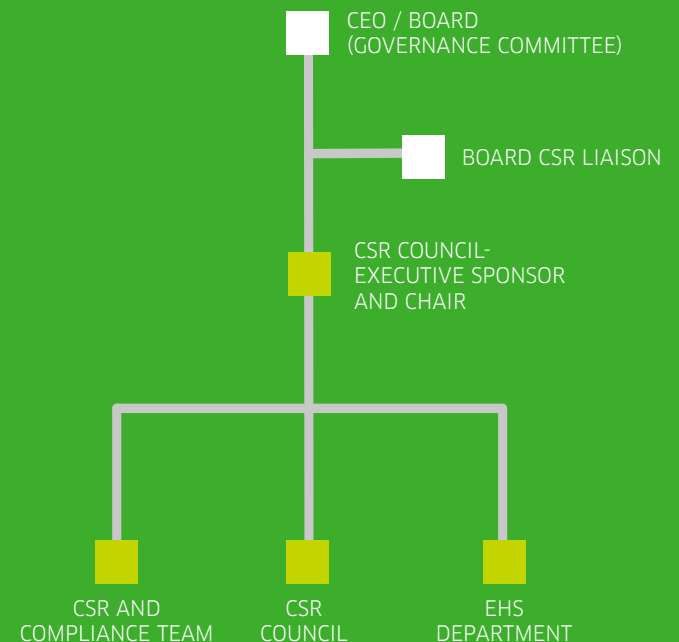 CEO / BOARD
(GOVERNANCE COMMITTEE)
BOARD CSR LIAISON
CSR COUNCIL-
EXECUTIVE SPONSOR
AND CHAIR
CSR AND
COMPLIANCE TEAM
CSR
COUNCIL
EHS
DEPARTMENT